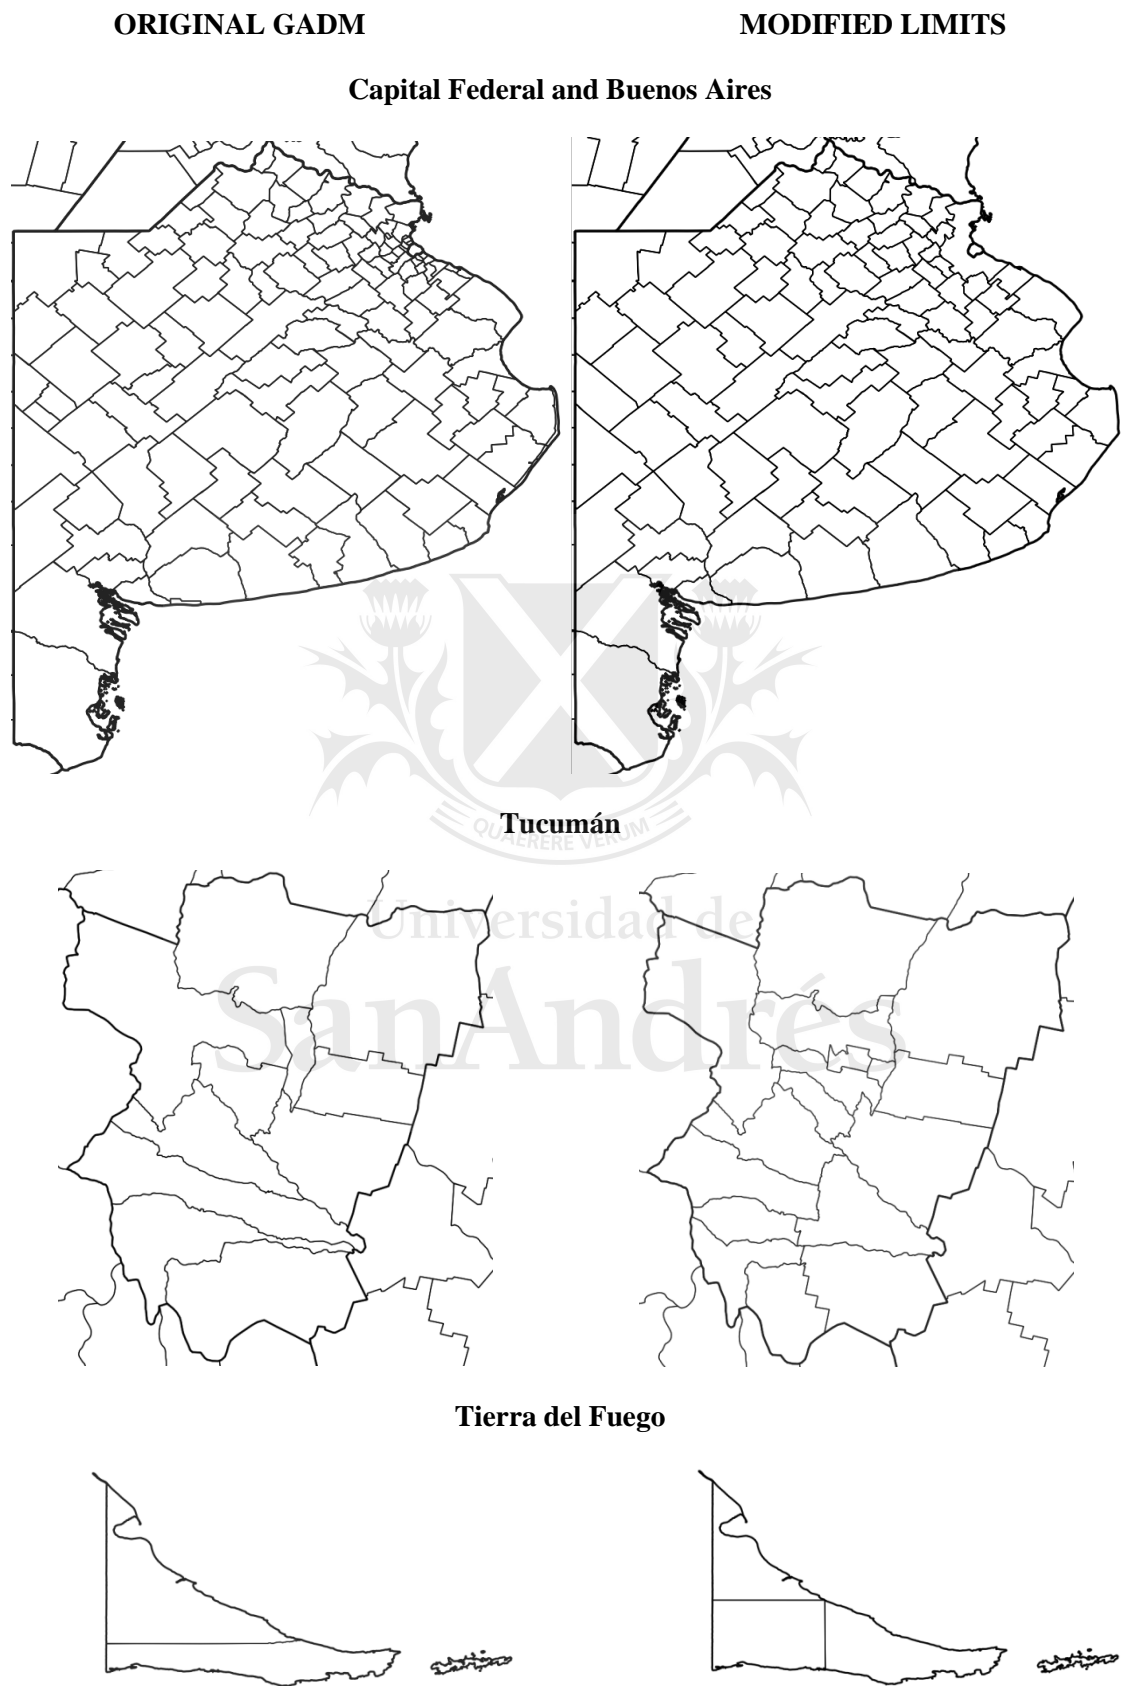 ORIGINAL GADM
MODIFIED LIMITS
Capital Federal and Buenos Aires
QUAERERE VERUM
Tucumán
Universidad de
SanAndrés
Tierra del Fuego